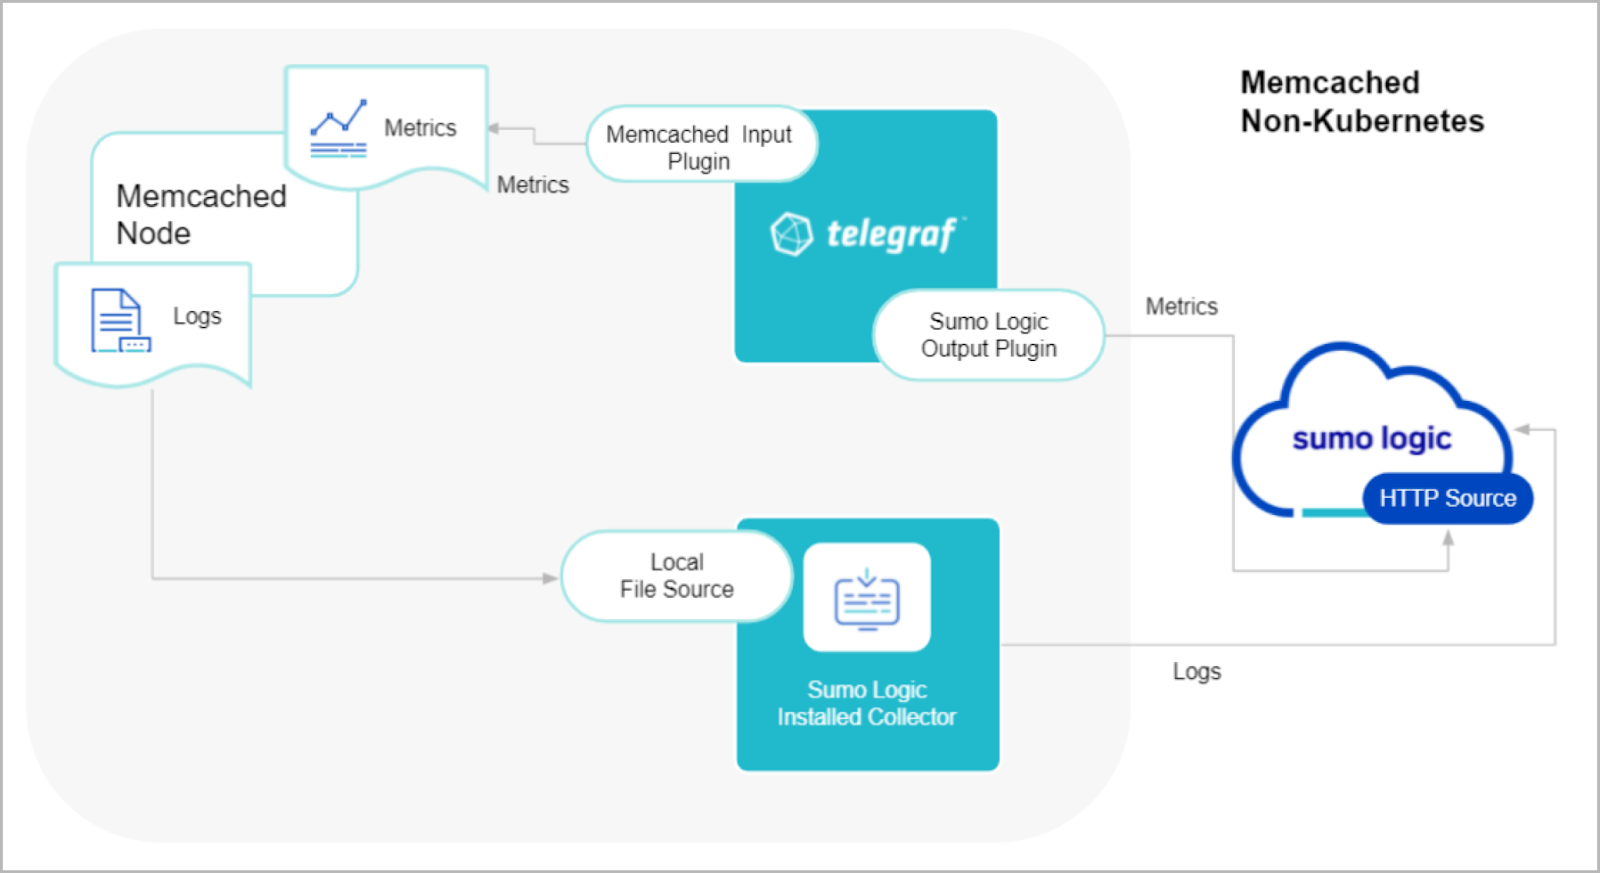 Memcached
Non-Kubernetes
Metrics
Memcached Input
Plugin
Metrics
Memcached
Node
telegraf
Logs
Sumo Logic
Output Plugin
Metrics
sumo logic
HTTP Source
Local
File Source
Sumo Logic
Installed Collector
Logs